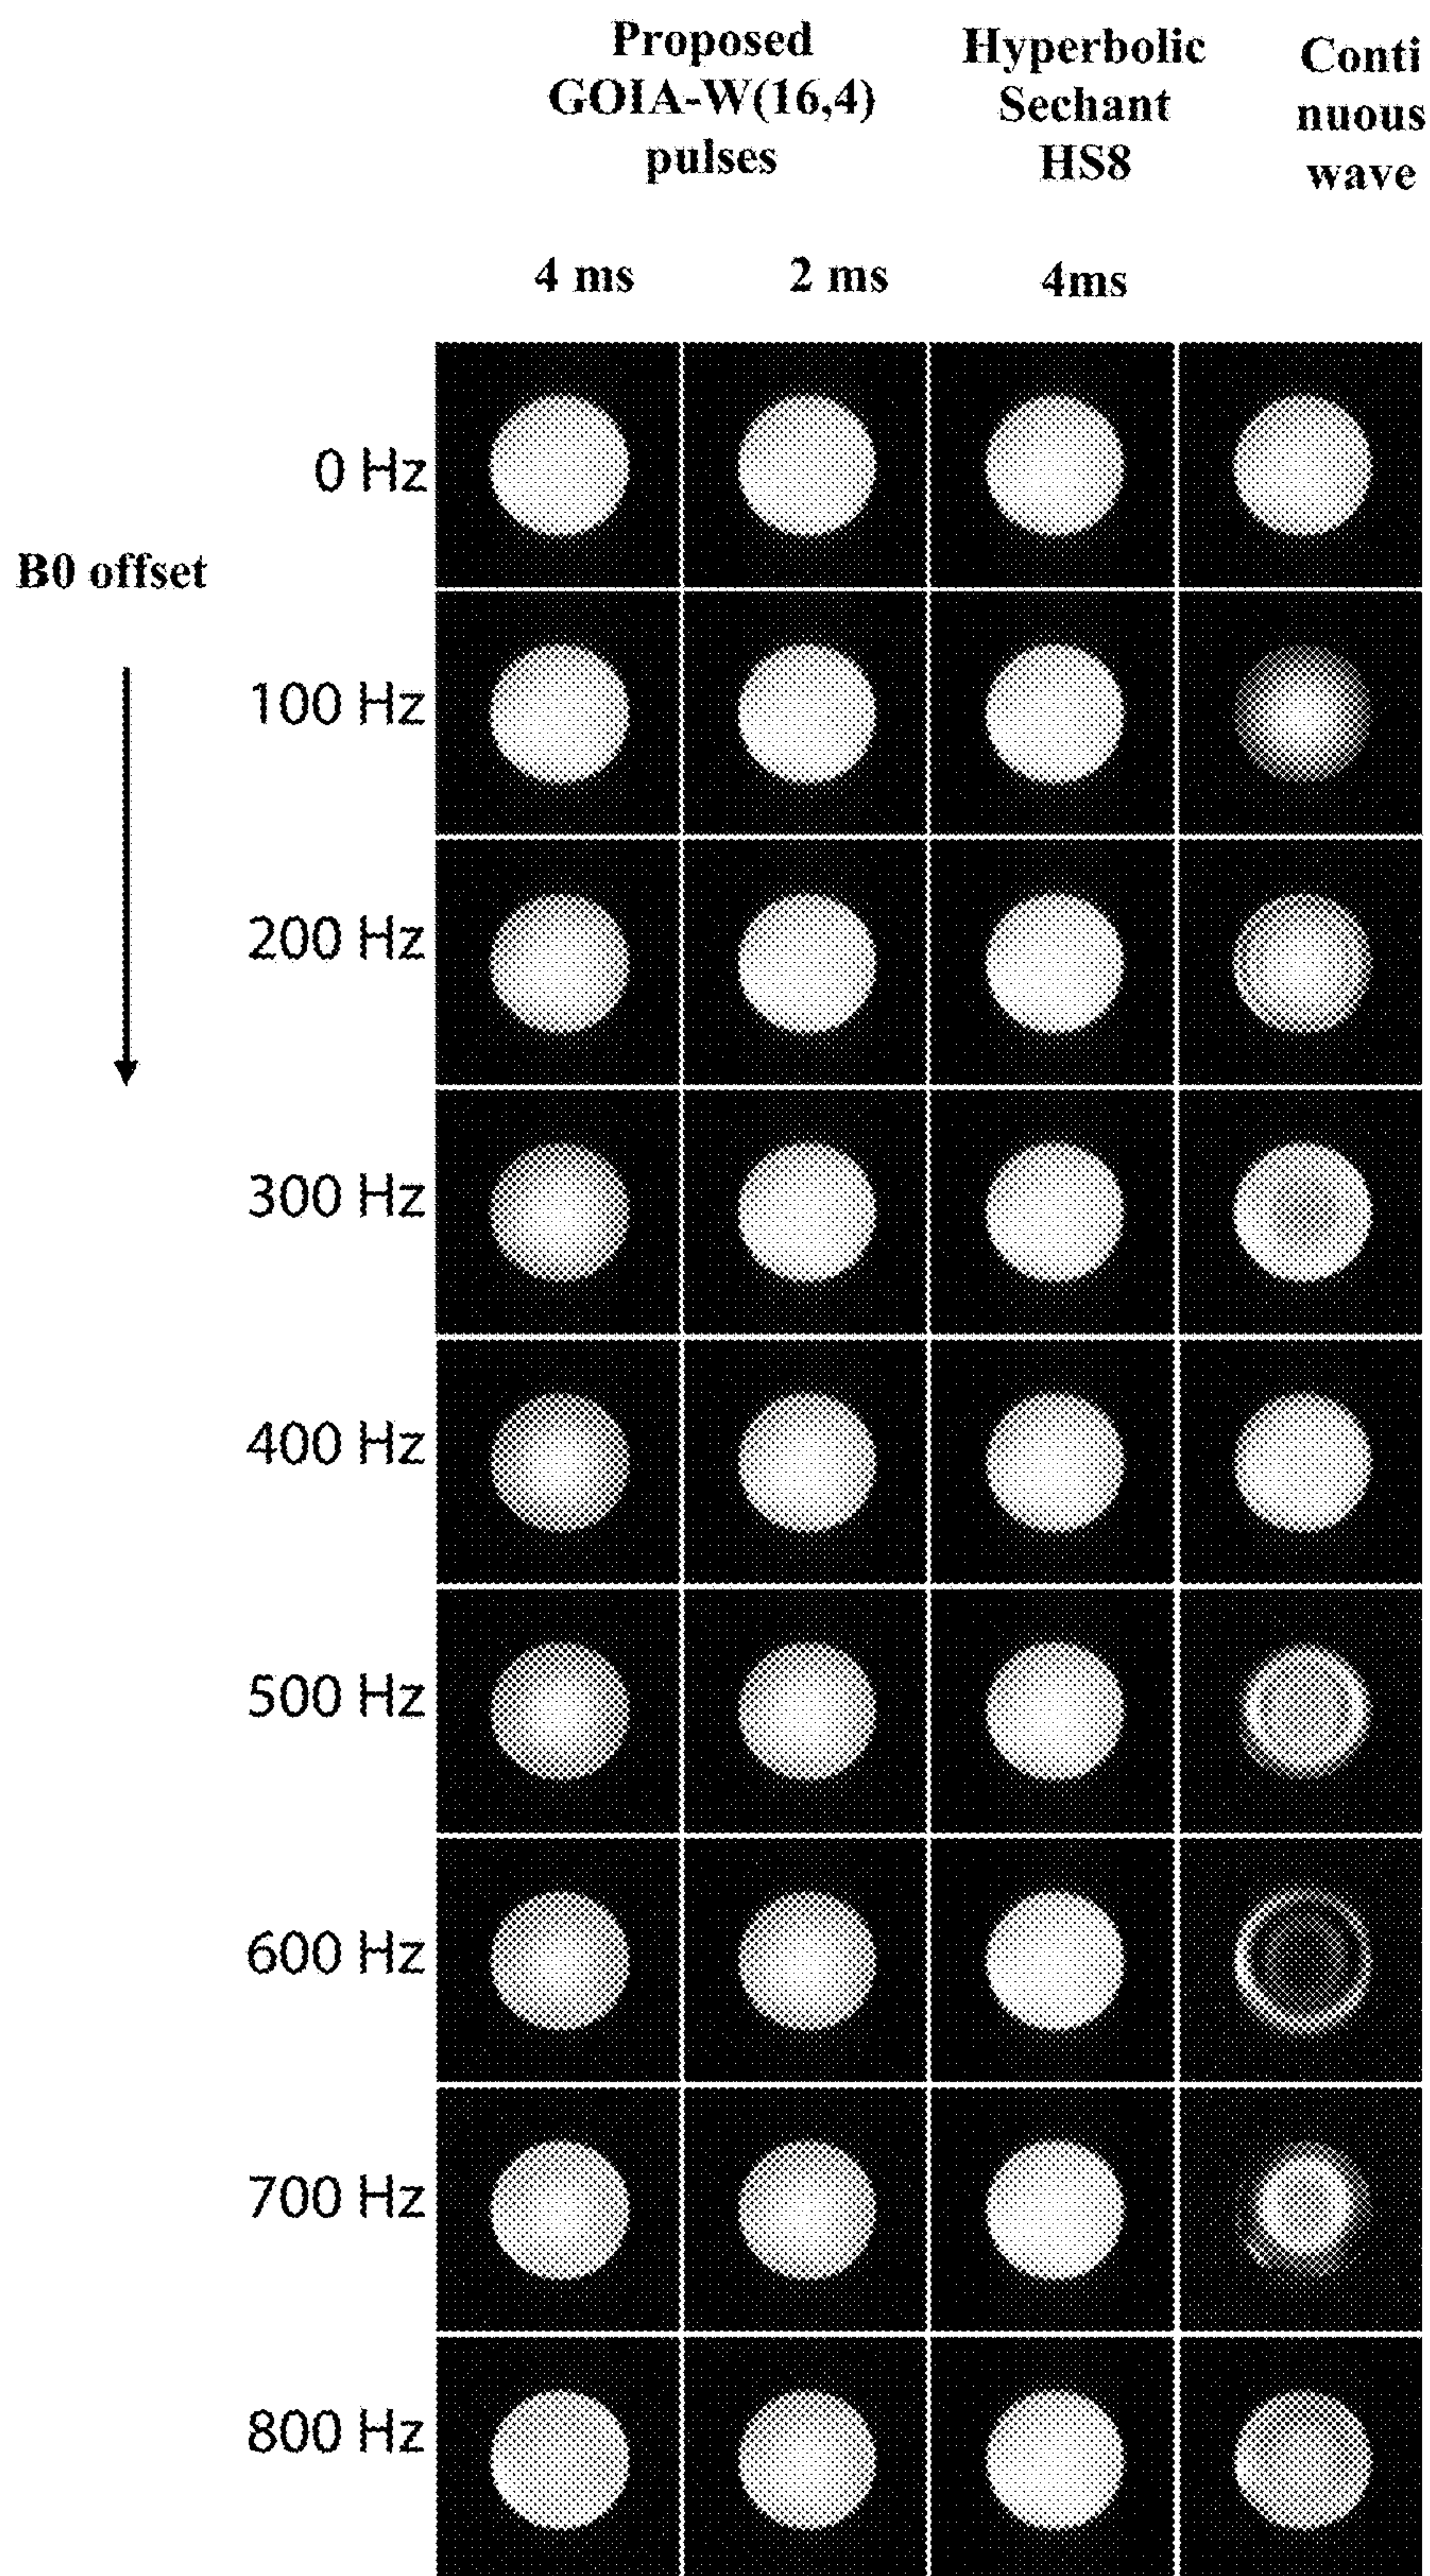 Proposed
GOIA-W(16,4)
pulses
Hyperbolic
Sechant
HS8
Conti
nuous
wave
4 ms
2 ms
4ms
B0 offset
0 Hz
100 Hz
200 Hz
300 Hz
400 Hz
500 Hz
600 Hz
700 Hz
800 Hz